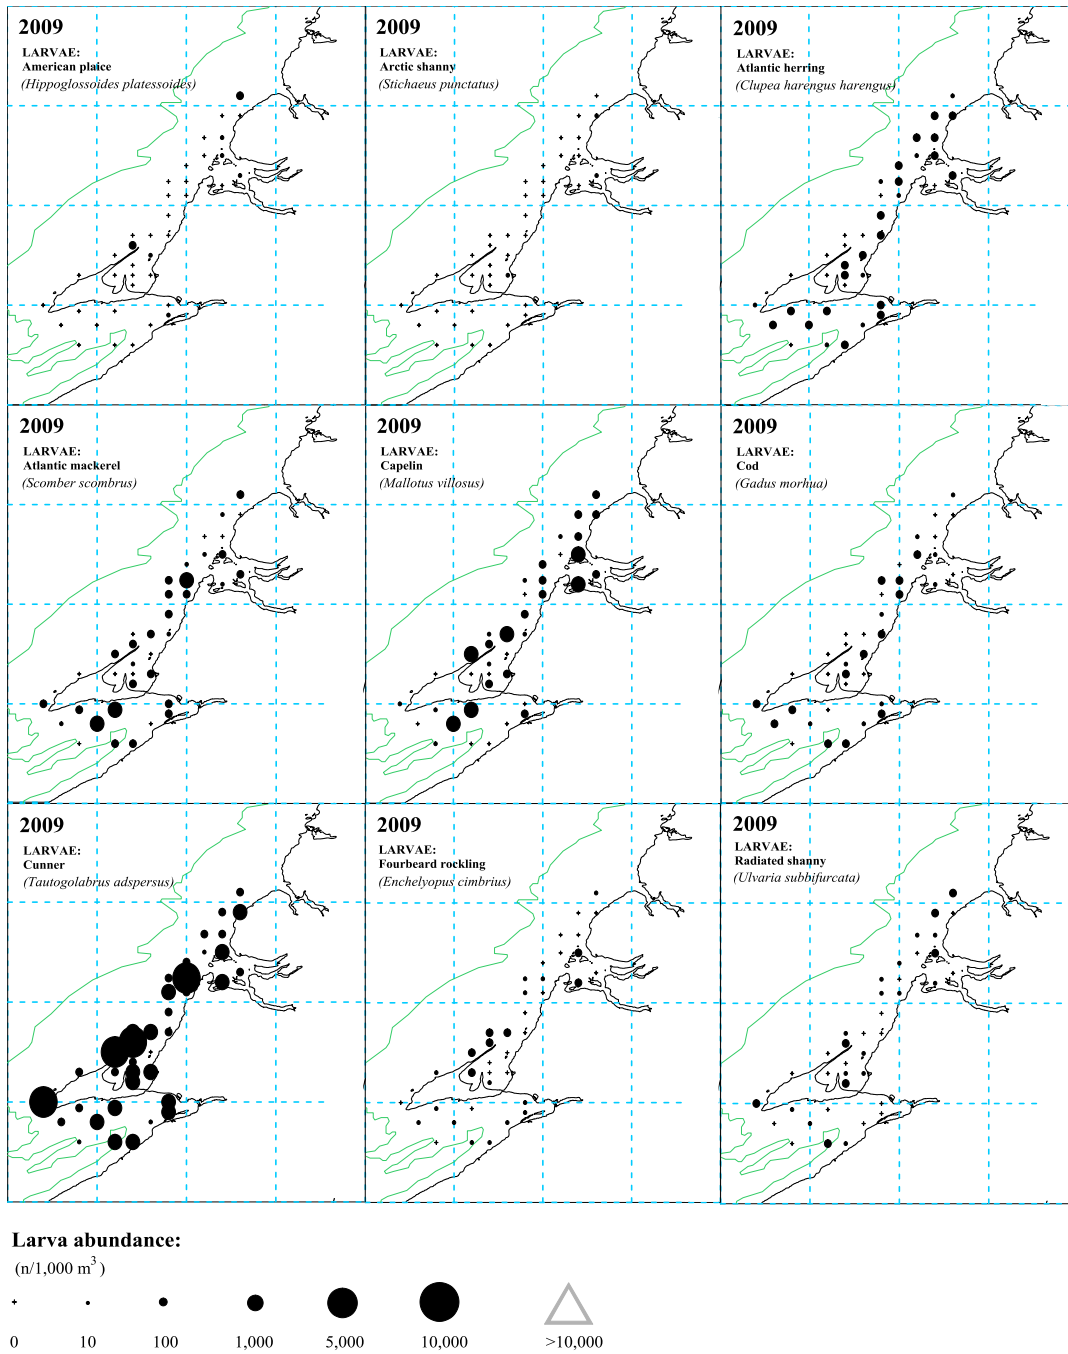 2009
LARVAE:
American plaice
(Hippoglossoides platessoides)
2009
LARVAE:
Arctic shanny
(Stichaeus punctatus)
2009
LARVAE:
Atlantic herring
(Clupea harengus harengus)
2009
LARVAE:
Atlantic mackerel
(Scomber scombrus)
2009
LARVAE:
Capelin
(Mallotus villosus)
2009
LARVAE:
Cod
(Gadus morhua)
2009
LARVAE:
Cunner
(Tautogolabrus adspersus)
2009
LARVAE:
Fourbeard rockling
(Enchelyopus cimbrius)
2009
LARVAE:
Radiated shanny
(Ulvaria subbifurcata)
Larva abundance:
(n/1,000 m3)
0 10 100 1,000 5,000 10,000 >10,000